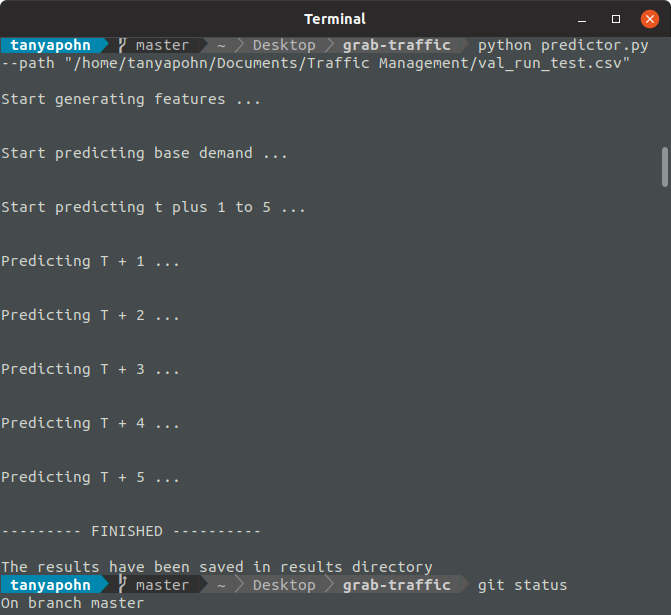 Terminal
tanyapohn master ~ Desktop grab-traffic python predictor.py
--path "/home/tanyapohn/Documents/Traffic Management/val_run_test.csv"
Start generating features ...
Start predicting base demand ...
Start predicting t plus 1 to 5 ...
Predicting T + 1 ...
Predicting T + 2 ...
Predicting T + 3 ...
Predicting T + 4 ...
Predicting T + 5 ...
--------- FINISHED ----------
The results have been saved in results directory
tanyapohn master ~ Desktop grab-traffic git status
On branch master